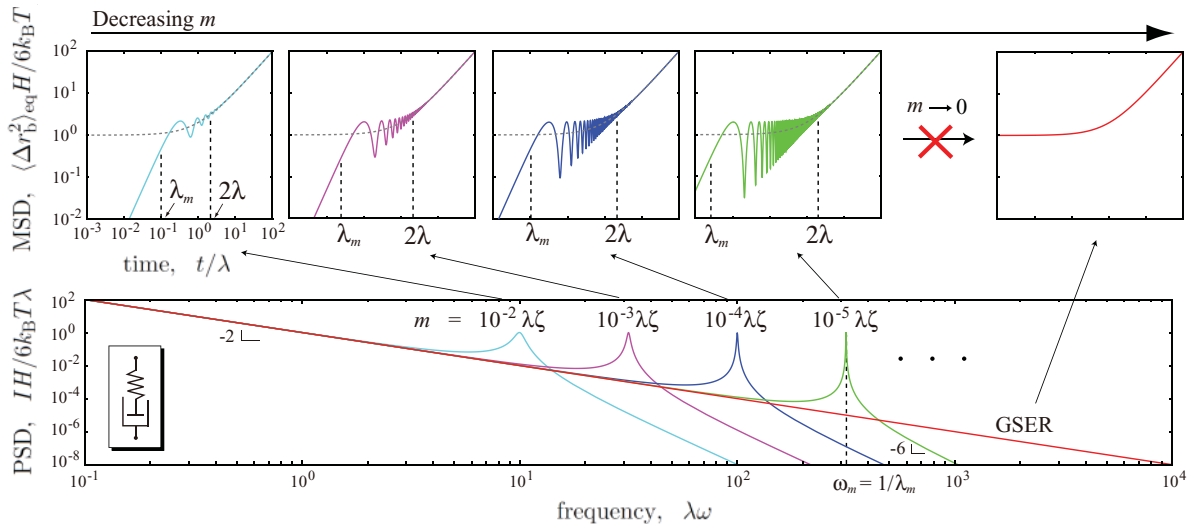 Decreasing m
MSD, ⟨Δr_b^2⟩_eq H/6k_BT
10^2
10^1
10^0
10^-1
10^-2
10^-3 10^-2 10^-1 10^0 10^1 10^2
λ_m 2λ
λ_m 2λ
λ_m 2λ
λ_m 2λ
m → 0
time, t/λ
PSD, IH/6k_BTλ
10^2
10^0
10^-2
10^-4
10^-6
10^-8
-2
m = 10^-2 λζ 10^-3 λζ 10^-4 λζ 10^-5 λζ
• • •
GSER
-6
10^-1 10^0 10^1 10^2 10^3 10^4
ω_m = 1/λ_m
frequency, λω